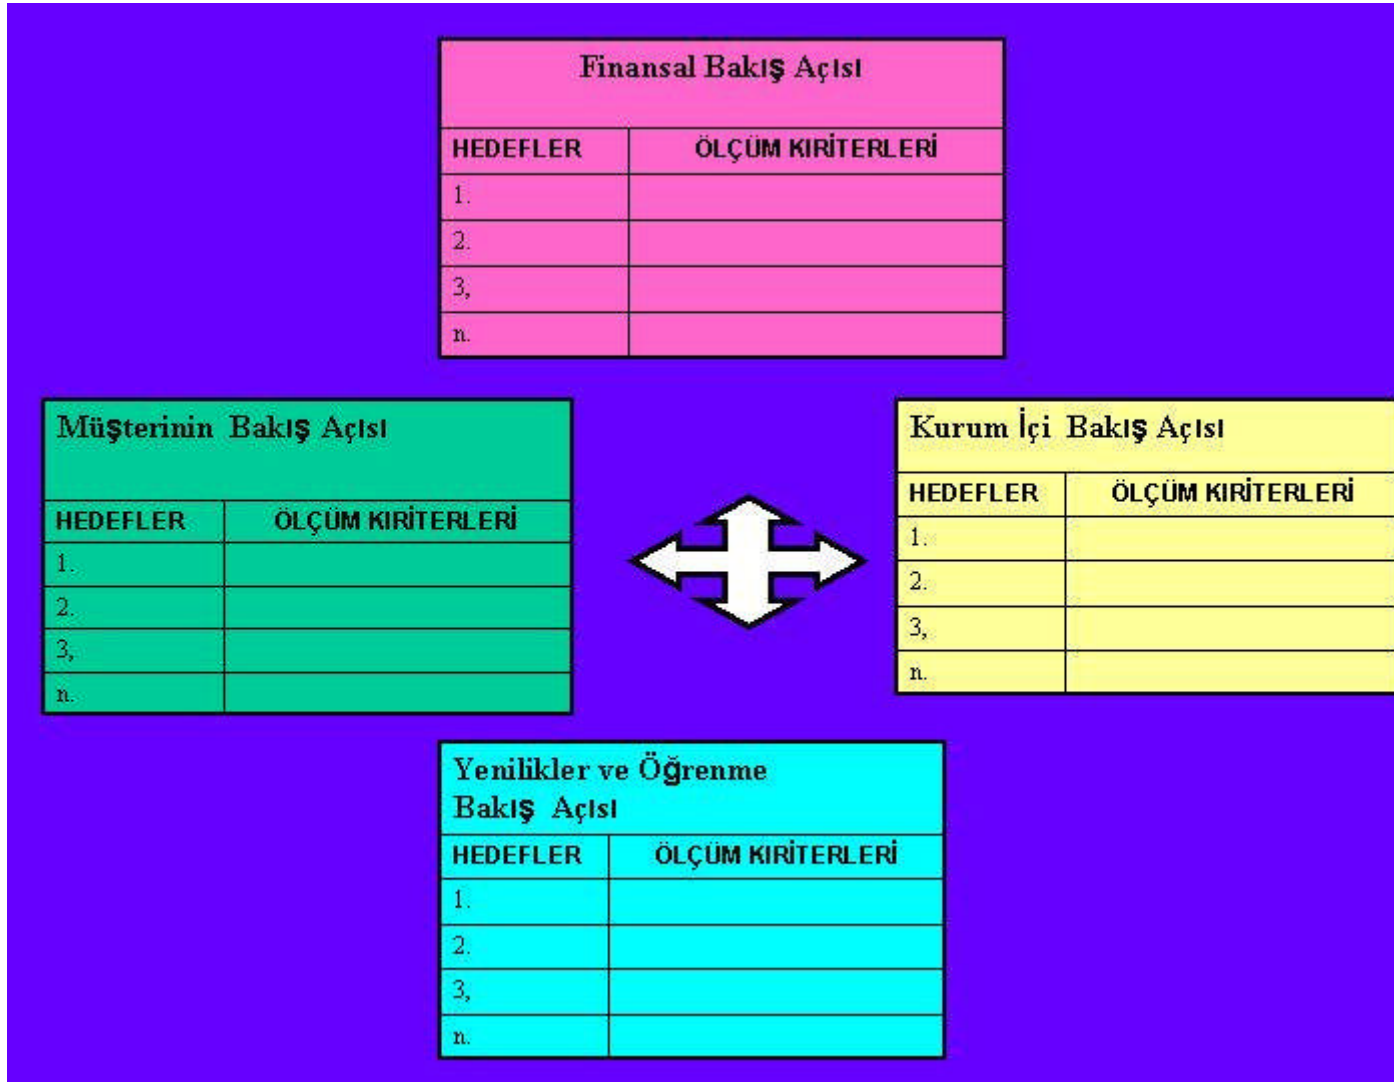 Finansal Bakış Açısı
HEDEFLER ÖLÇÜM KIRİTERLERİ
1.
2.
3,
n.
Müşterinin Bakış Açısı
HEDEFLER ÖLÇÜM KIRİTERLERİ
1.
2.
3,
n.
Kurum İçi Bakış Açısı
HEDEFLER ÖLÇÜM KIRİTERLERİ
1.
2.
3,
n.
Yenilikler ve Öğrenme
Bakış Açısı
HEDEFLER ÖLÇÜM KIRİTERLERİ
1.
2.
3,
n.